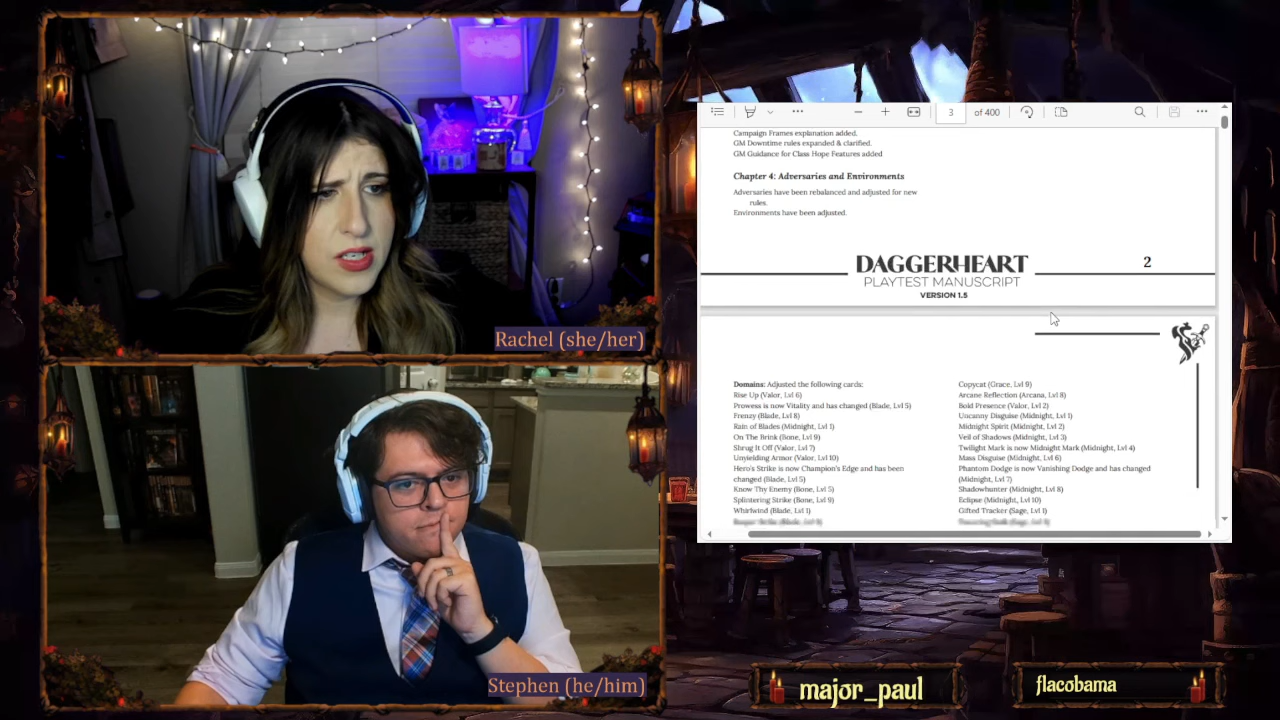 Rachel (she/her)
Stephen (he/him)
3 of 400
Campaign Frames explanation added.
GM Downtime rules expanded & clarified.
GM Guidance for Class Hope Features added
Chapter 4: Adversaries and Environments
Adversaries have been rebalanced and adjusted for new
rules.
Environments have been adjusted.
2
DAGGERHEART
PLAYTEST MANUSCRIPT
VERSION 1.5
Domains: Adjusted the following cards:
Rise Up (Valor, Lvl 6)
Prowess is now Vitality and has changed (Blade, Lvl 5)
Frenzy (Blade, Lvl 8)
Rain of Blades (Midnight, Lvl 1)
On The Brink (Bone, Lvl 9)
Shrug It Off (Valor, Lvl 7)
Unyielding Armor (Valor, Lvl 10)
Hero's Strike is now Champion's Edge and has been
changed (Blade, Lvl 5)
Know Thy Enemy (Bone, Lvl 5)
Splintering Strike (Bone, Lvl 9)
Whirlwind (Blade, Lvl 1)
Copycat (Grace, Lvl 9)
Arcane Reflection (Arcana, Lvl 8)
Bold Presence (Valor, Lvl 2)
Uncanny Disguise (Midnight, Lvl 1)
Midnight Spirit (Midnight, Lvl 2)
Veil of Shadows (Midnight, Lvl 3)
Twilight Mark is now Midnight Mark (Midnight, Lvl 4)
Mass Disguise (Midnight, Lvl 6)
Phantom Dodge is now Vanishing Dodge and has changed
(Midnight, Lvl 7)
Shadowhunter (Midnight, Lvl 8)
Eclipse (Midnight, Lvl 10)
Gifted Tracker (Sage, Lvl 1)
major_paul
flacobama